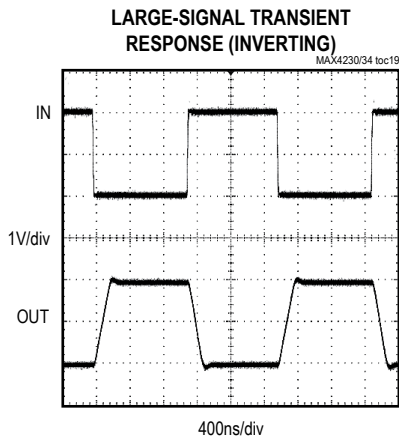 LARGE-SIGNAL TRANSIENT
RESPONSE (INVERTING)
MAX4230/34 toc19
IN
1V/div
OUT
400ns/div